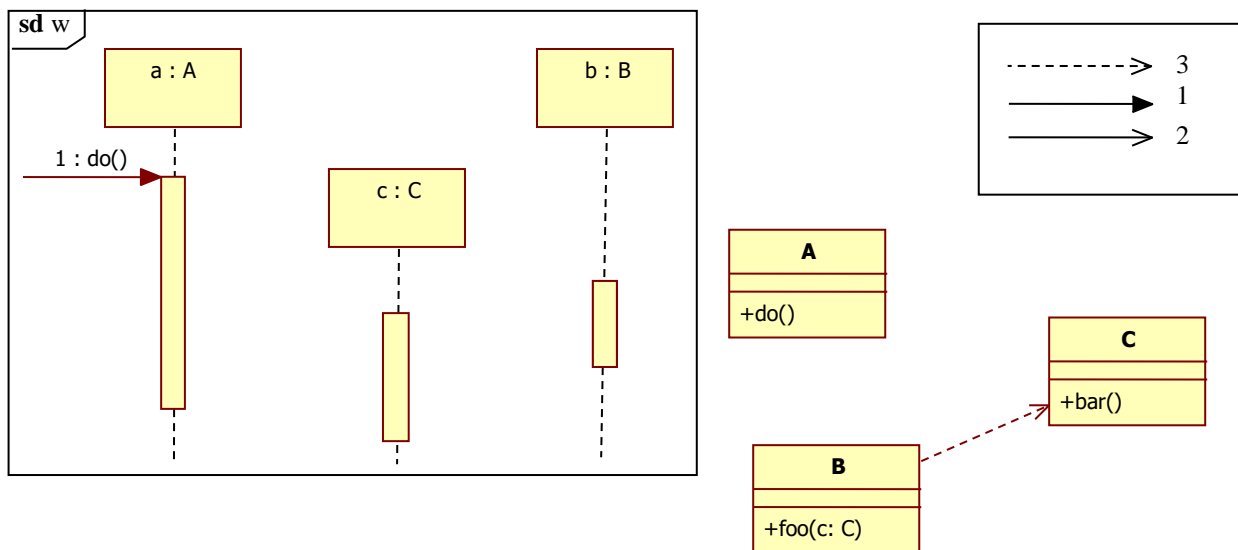 sd w
a : A
b : B
1 : do()
c : C
3
1
2
A
+do()
C
+bar()
B
+foo(c: C)